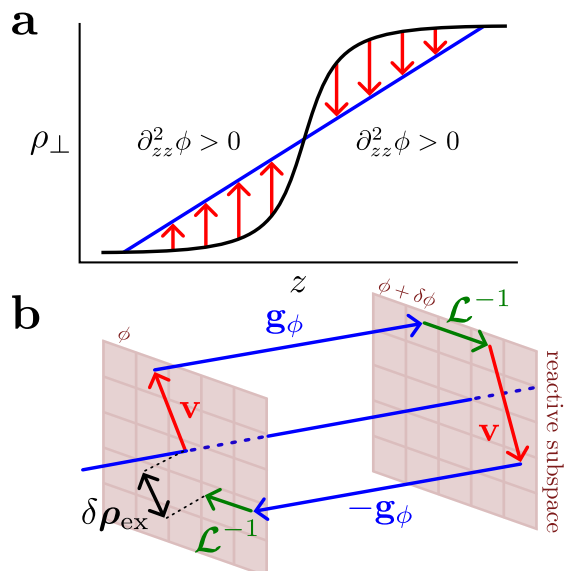 a
ρ⊥
∂²zzϕ > 0
∂²zzϕ > 0
z
b
ϕ
ϕ + δϕ
𝓛⁻¹
gϕ
v
v
reactive subspace
δρex
𝓛⁻¹
−gϕ